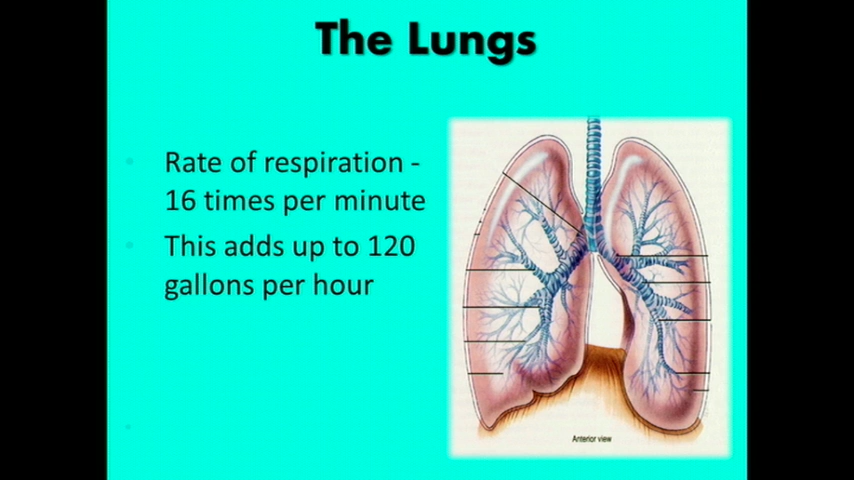 The Lungs
Rate of respiration -
16 times per minute
This adds up to 120
gallons per hour
Anterior view